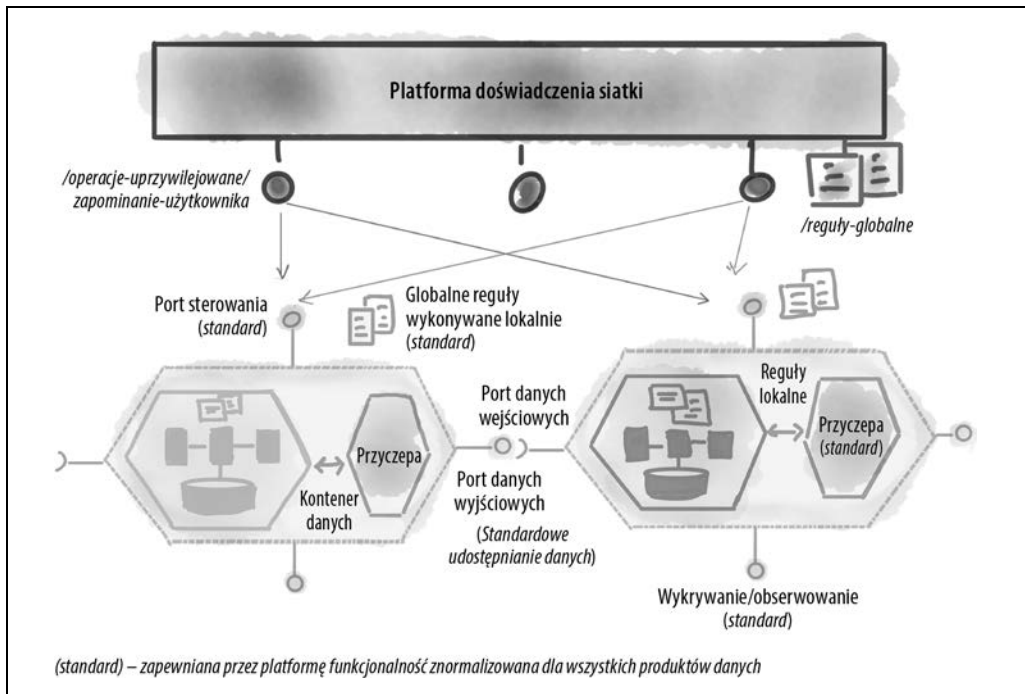 Platforma doświadczenia siatki
/operacje-uprzywilejowane/
zapominanie-użytkownika
/reguły-globalne
Port sterowania
(standard)
Globalne reguły
wykonywane lokalnie
(standard)
Przyczepa
Kontener
danych
Port danych
wejściowych
Port danych
wyjściowych
(Standardowe
udostępnianie danych)
Reguły
lokalne
Przyczepa
(standard)
Wykrywanie/obserwowanie
(standard)
(standard) – zapewniana przez platformę funkcjonalność znormalizowana dla wszystkich produktów danych